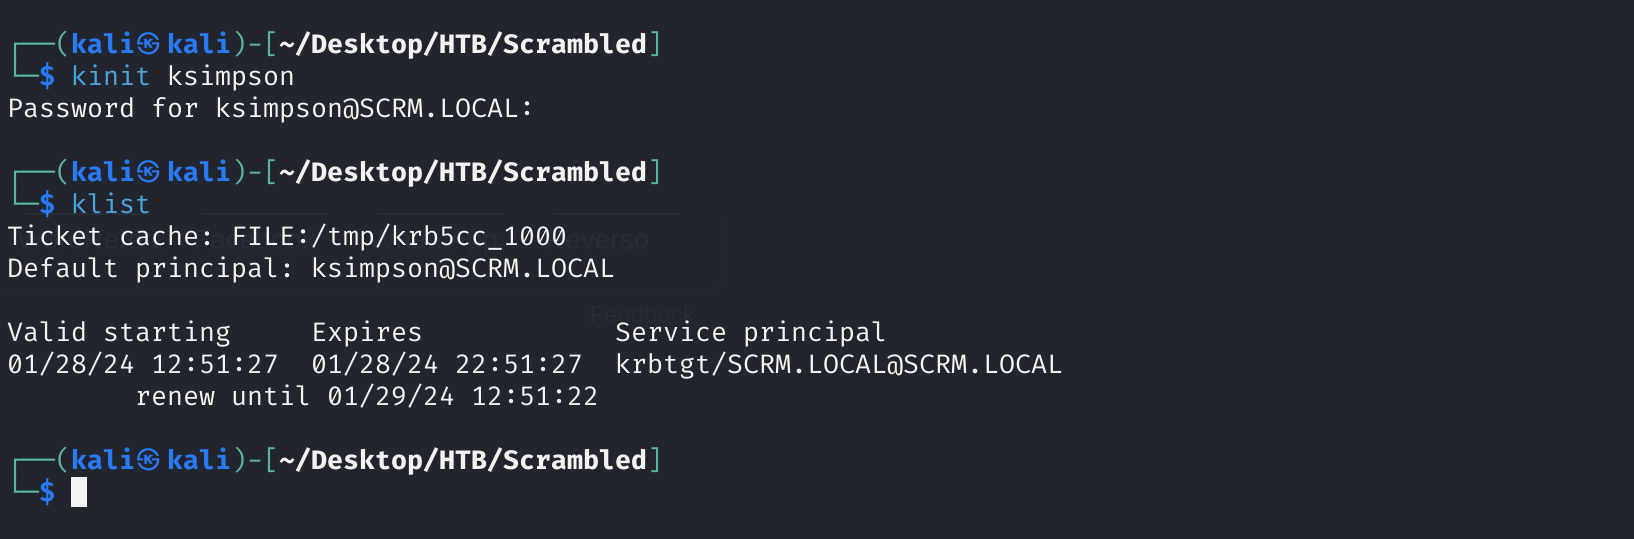 ┌──(kali㉿kali)-[~/Desktop/HTB/Scrambled]
└─$ kinit ksimpson
Password for ksimpson@SCRM.LOCAL:
┌──(kali㉿kali)-[~/Desktop/HTB/Scrambled]
└─$ klist
Ticket cache: FILE:/tmp/krb5cc_1000
Default principal: ksimpson@SCRM.LOCAL
Feedback
Valid starting     Expires            Service principal
01/28/24 12:51:27  01/28/24 22:51:27  krbtgt/SCRM.LOCAL@SCRM.LOCAL
        renew until 01/29/24 12:51:22
┌──(kali㉿kali)-[~/Desktop/HTB/Scrambled]
└─$